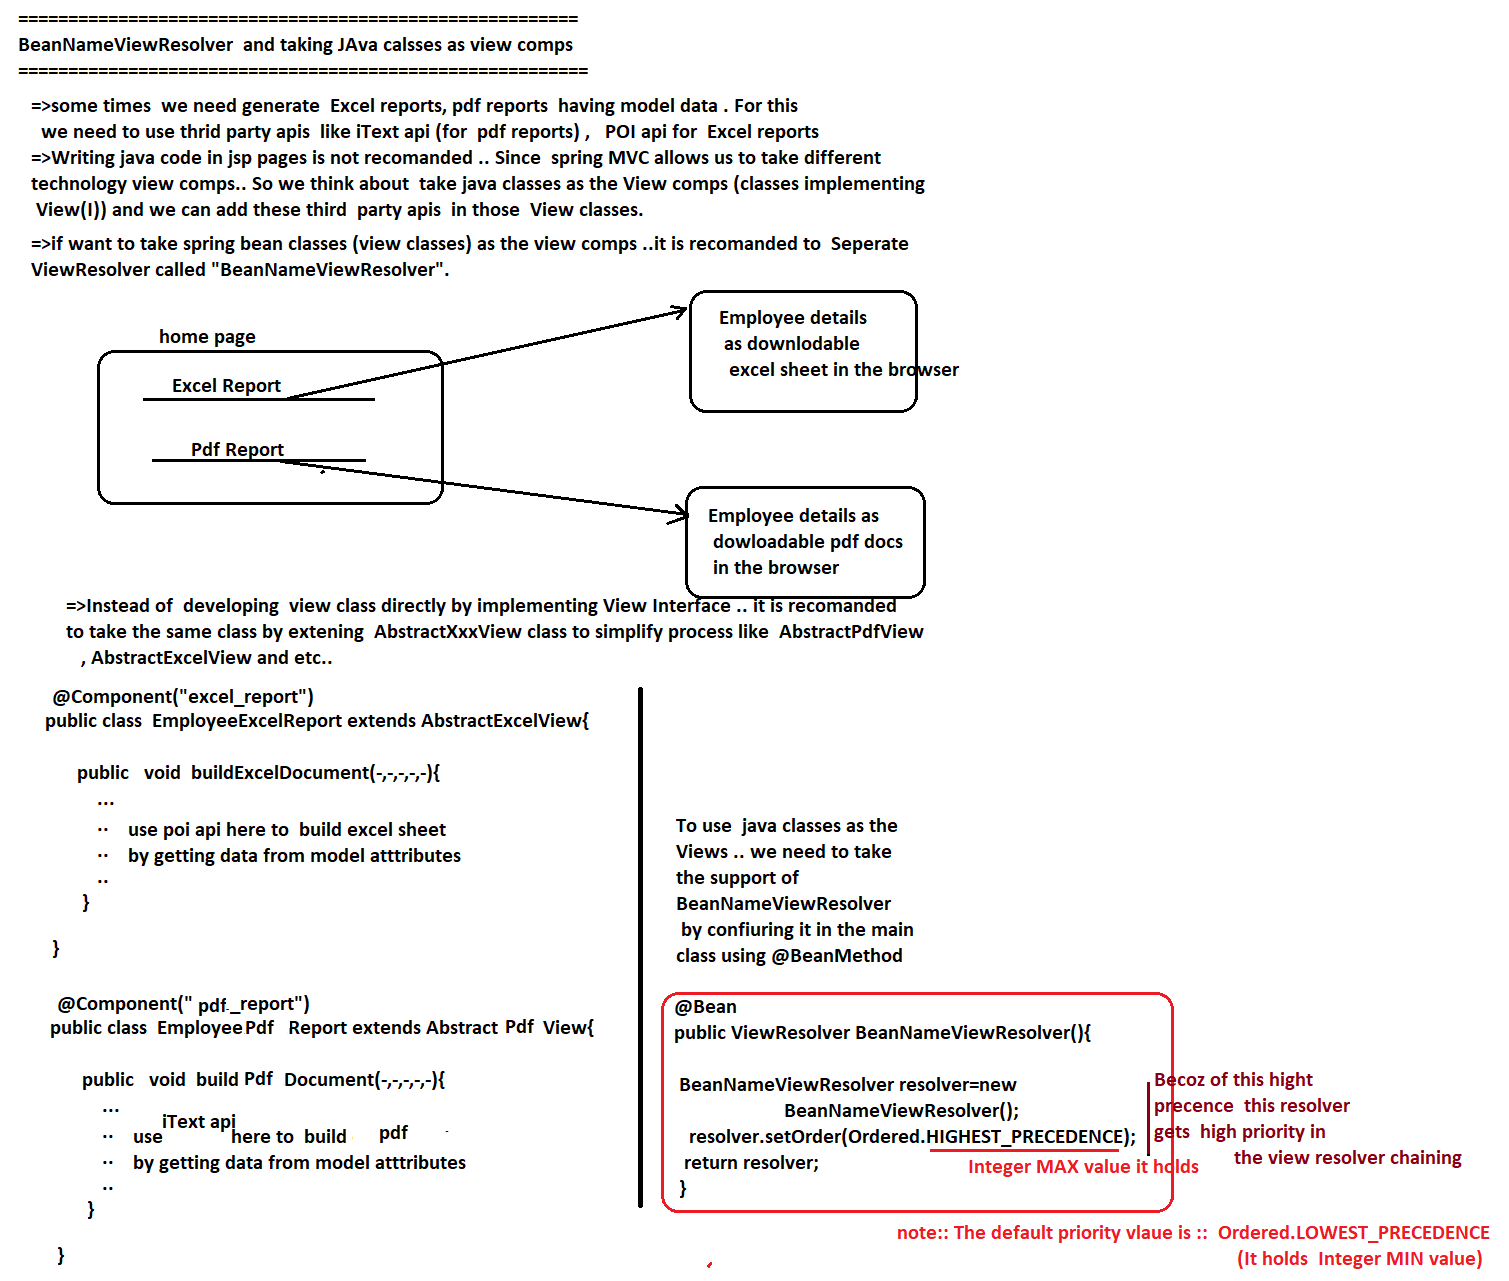 ========================================================
BeanNameViewResolver and taking JAva calsses as view comps
=========================================================
=>some times we need generate Excel reports, pdf reports having model data . For this
we need to use thrid party apis like iText api (for pdf reports) , POI api for Excel reports
=>Writing java code in jsp pages is not recomanded .. Since spring MVC allows us to take different
technology view comps.. So we think about take java classes as the View comps (classes implementing
View(I)) and we can add these third party apis in those View classes.
=>if want to take spring bean classes (view classes) as the view comps ..it is recomanded to Seperate
ViewResolver called "BeanNameViewResolver".
home page
Excel Report
Pdf Report
Employee details
as downlodable
excel sheet in the browser
Employee details as
dowloadable pdf docs
in the browser
=>Instead of developing view class directly by implementing View Interface .. it is recomanded
to take the same class by extening AbstractXxxView class to simplify process like AbstractPdfView
, AbstractExcelView and etc..
@Component("excel_report")
public class EmployeeExcelReport extends AbstractExcelView{
public void buildExcelDocument(-,-,-,-,-){
...
.. use poi api here to build excel sheet
.. by getting data from model atttributes
..
}
}
@Component(" pdf_report")
public class Employee Pdf Report extends Abstract Pdf View{
public void build Pdf Document(-,-,-,-,-){
...
.. use iText api here to build pdf
.. by getting data from model atttributes
..
}
}
To use java classes as the
Views .. we need to take
the support of
BeanNameViewResolver
by confiuring it in the main
class using @BeanMethod
@Bean
public ViewResolver BeanNameViewResolver(){
BeanNameViewResolver resolver=new
BeanNameViewResolver();
resolver.setOrder(Ordered.HIGHEST_PRECEDENCE);
return resolver;
}
Integer MAX value it holds
Becoz of this hight
precence this resolver
gets high priority in
the view resolver chaining
note:: The default priority vlaue is :: Ordered.LOWEST_PRECEDENCE
(It holds Integer MIN value)